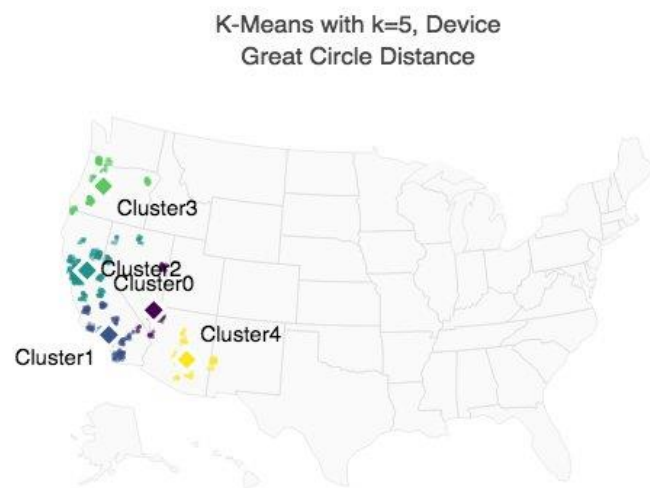 K-Means with k=5, Device
Great Circle Distance
Cluster3
Cluster2
Cluster0
Cluster4
Cluster1